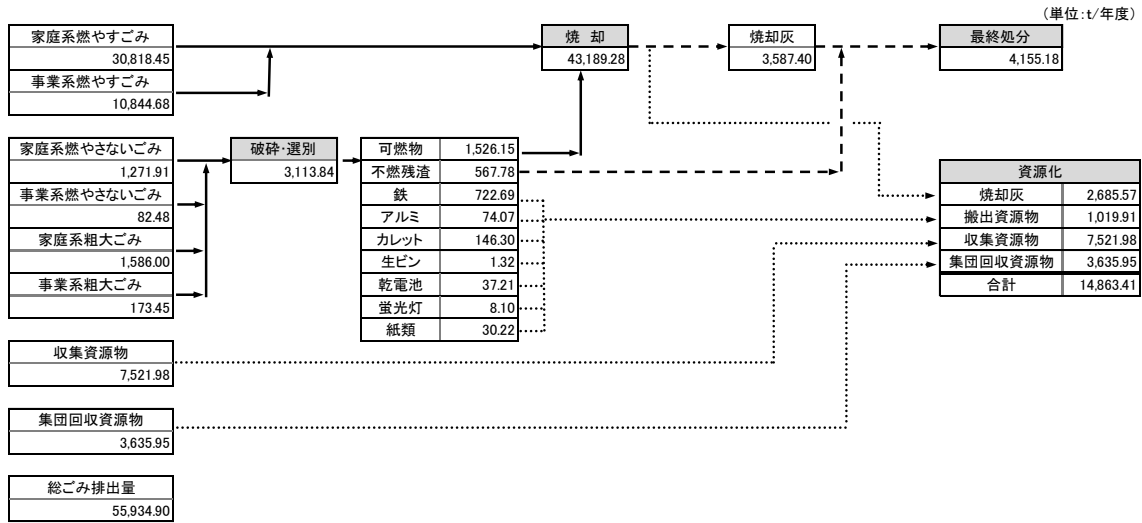 （単位：t/年度）
家庭系燃やすごみ
30,818.45
事業系燃やすごみ
10,844.68
焼 却
43,189.28
焼却灰
3,587.40
最終処分
4,155.18
家庭系燃やさないごみ
1,271.91
事業系燃やさないごみ
82.48
家庭系粗大ごみ
1,586.00
事業系粗大ごみ
173.45
破砕・選別
3,113.84
可燃物 1,526.15
不燃残渣 567.78
鉄 722.69
アルミ 74.07
カレット 146.30
生ビン 1.32
乾電池 37.21
蛍光灯 8.10
紙類 30.22
資源化
焼却灰 2,685.57
搬出資源物 1,019.91
収集資源物 7,521.98
集団回収資源物 3,635.95
合計 14,863.41
収集資源物
7,521.98
集団回収資源物
3,635.95
総ごみ排出量
55,934.90